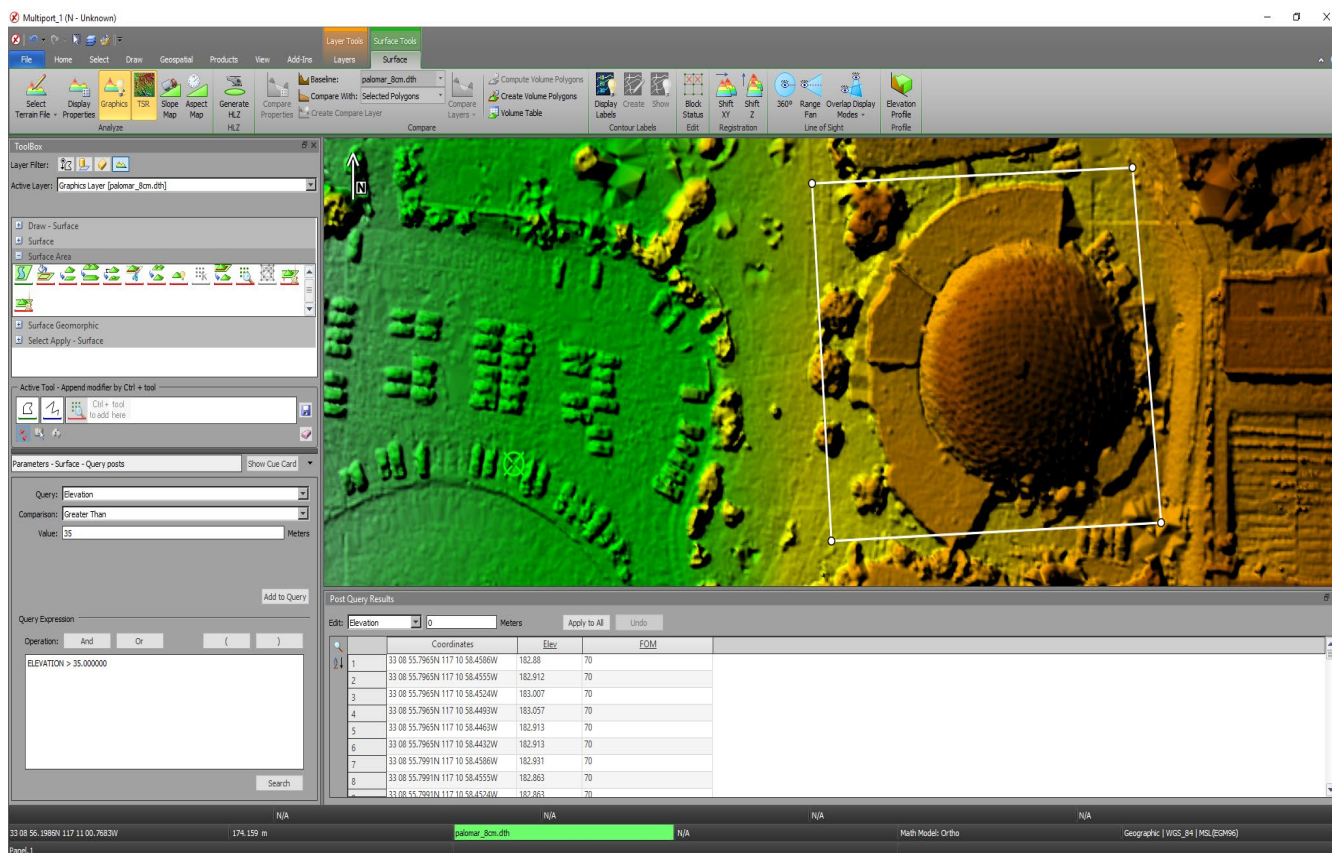 Multiport_1 (N - Unknown)
Layer Tools Surface Tools
File Home Select Draw Geospatial Products View Add-Ins Layers Surface
Select Terrain File
Display Properties
Graphics
TSR
Slope Map
Aspect Map
Analyze
Generate HLZ
HLZ
Compare Properties
Baseline: palomar_8cm.dth
Compare With: Selected Polygons
Create Compare Layer
Compare Layers
Compute Volume Polygons
Create Volume Polygons
Volume Table
Compare
Display Labels
Create
Show
Contour Labels
Block Status
Edit
Shift XY
Shift Z
Registration
360º
Range Fan
Overlap Display Modes
Line of Sight
Elevation Profile
Profile
ToolBox
Layer Filter:
Active Layer: Graphics Layer [palomar_8cm.dth]
Draw - Surface
Surface
Surface Area
Surface Geomorphic
Select Apply - Surface
Active Tool - Append modifier by Ctrl + tool
Ctrl + tool
to add here
Parameters - Surface - Query posts Show Cue Card
Query: Elevation
Comparison: Greater Than
Value: 35 Meters
Add to Query
Query Expression
Operation: And Or ( )
ELEVATION > 35.000000
Search
N
Post Query Results
Edit: Elevation 0 Meters Apply to All Undo
Coordinates Elev FOM
1 33 08 55.7965N 117 10 58.4586W 182.88 70
2 33 08 55.7965N 117 10 58.4555W 182.912 70
3 33 08 55.7965N 117 10 58.4524W 183.007 70
4 33 08 55.7965N 117 10 58.4493W 183.057 70
5 33 08 55.7965N 117 10 58.4463W 182.913 70
6 33 08 55.7965N 117 10 58.4432W 182.913 70
7 33 08 55.7991N 117 10 58.4586W 182.931 70
8 33 08 55.7991N 117 10 58.4555W 182.863 70
33 08 55.7991N 117 10 58.4524W 182.863 70
N/A N/A N/A N/A
33 08 56.1986N 117 11 00.7683W 174.159 m palomar_8cm.dth N/A Math Model: Ortho Geographic | WGS_84 | MSL(EGM96)
Panel 1